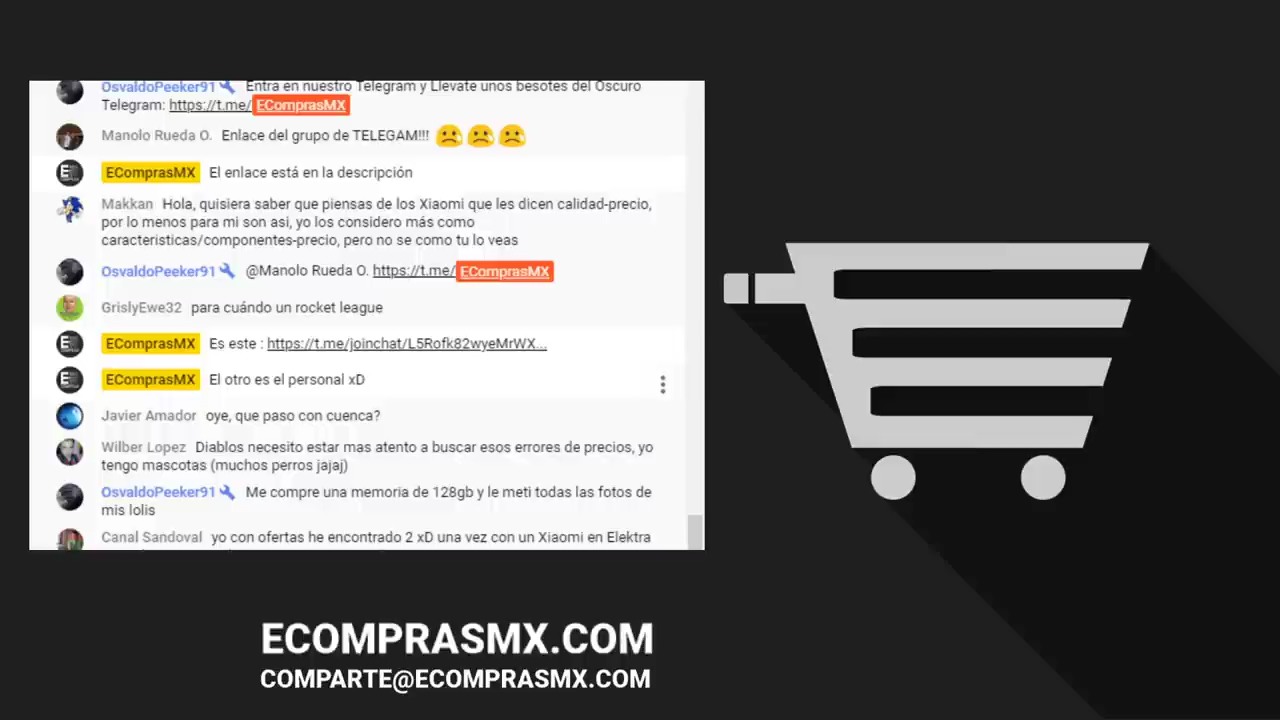 OsvaldoPeeker91 Entra en nuestro Telegram y Llevate unos besotes del Oscuro
Telegram: https://t.me/EComprasMX
Manolo Rueda O. Enlace del grupo de TELEGAM!!!
EComprasMX El enlace está en la descripción
Makkan Hola, quisiera saber que piensas de los Xiaomi que les dicen calidad-precio,
por lo menos para mi son asi, yo los considero más como
caracteristicas/componentes-precio, pero no se como tu lo veas
OsvaldoPeeker91 @Manolo Rueda O. https://t.me/EComprasMX
GrislyEwe32 para cuándo un rocket league
EComprasMX Es este : https://t.me/joinchat/L5Rofk82wyeMrWX...
EComprasMX El otro es el personal xD
Javier Amador oye, que paso con cuenca?
Wilber Lopez Diablos necesito estar mas atento a buscar esos errores de precios, yo
tengo mascotas (muchos perros jajaj)
OsvaldoPeeker91 Me compre una memoria de 128gb y le meti todas las fotos de
mis lolis
Canal Sandoval yo con ofertas he encontrado 2 xD una vez con un Xiaomi en Elektra
ECOMPRASMX.COM
COMPARTE@ECOMPRASMX.COM